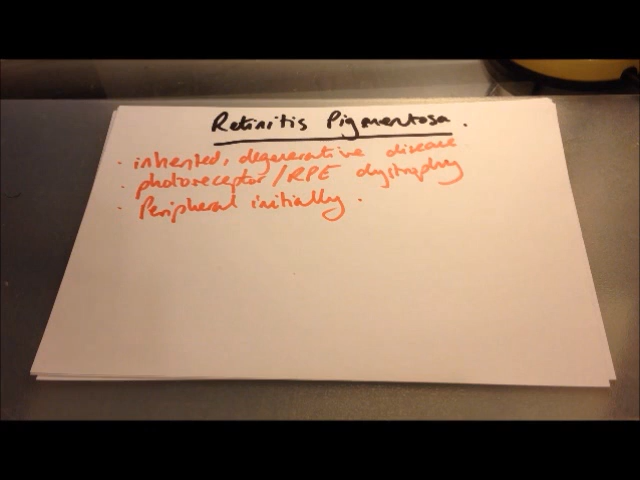 Retinitis Pigmentosa.
· inherited, degenerative disease
· photoreceptor/RPE dystrophy
· Peripheral initially.